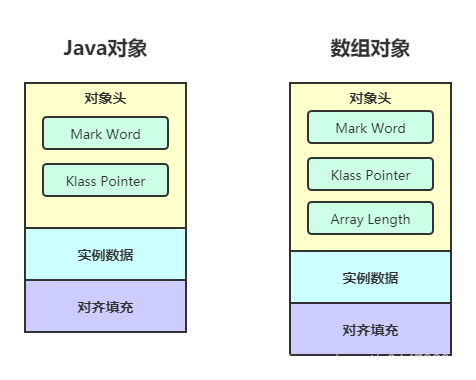 Java对象
对象头
Mark Word
Klass Pointer
实例数据
对齐填充
数组对象
对象头
Mark Word
Klass Pointer
Array Length
实例数据
对齐填充